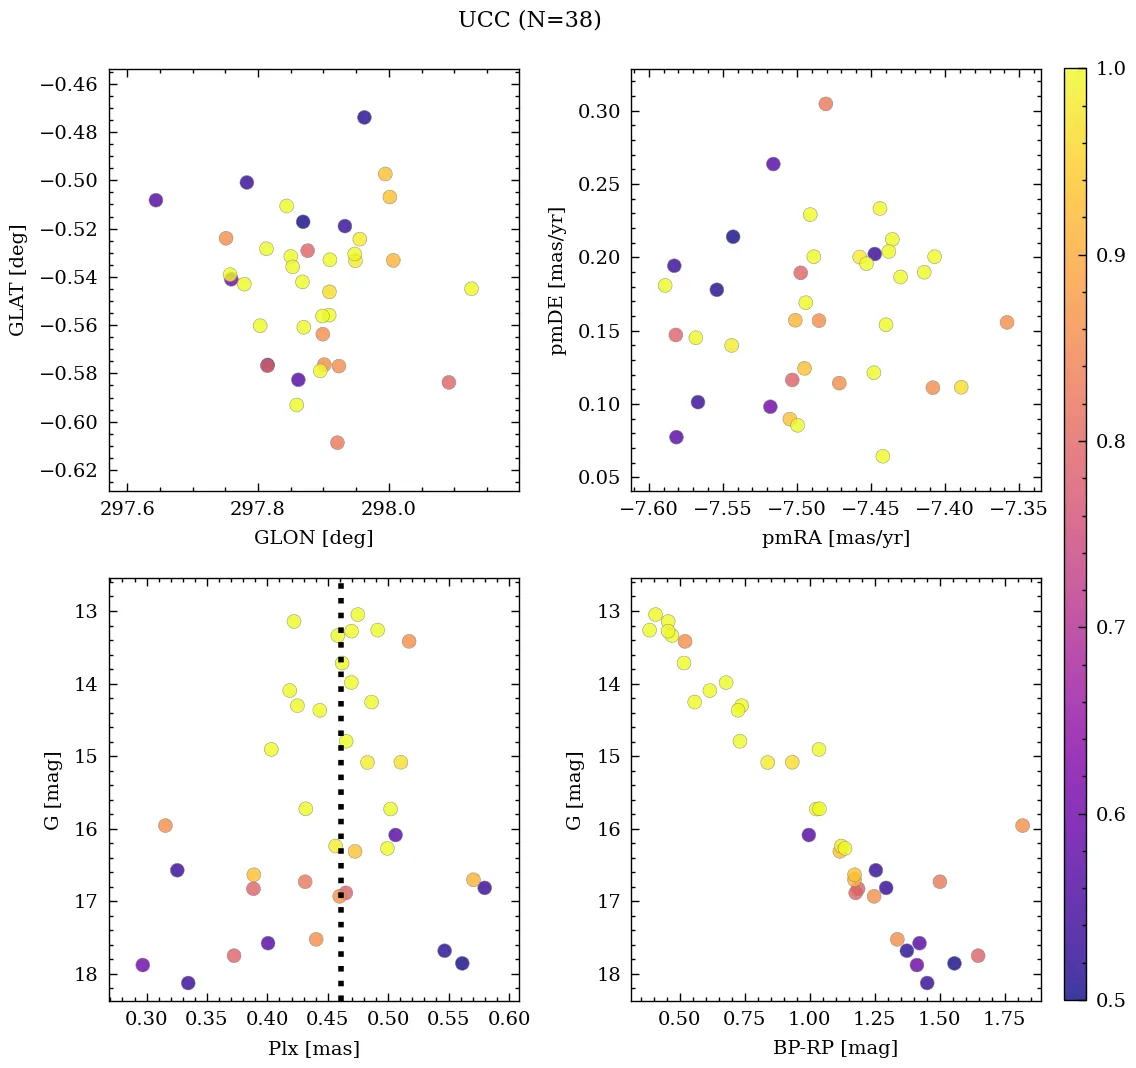 UCC (N=38)
−0.46
−0.48
−0.50
−0.52
−0.54
−0.56
−0.58
−0.60
−0.62
GLAT [deg]
297.6 297.8 298.0
GLON [deg]
0.30
0.25
0.20
0.15
0.10
0.05
pmDE [mas/yr]
−7.60 −7.55 −7.50 −7.45 −7.40 −7.35
pmRA [mas/yr]
13
14
15
16
17
18
G [mag]
0.30 0.35 0.40 0.45 0.50 0.55 0.60
Plx [mas]
13
14
15
16
17
18
G [mag]
0.50 0.75 1.00 1.25 1.50 1.75
BP-RP [mag]
1.0
0.9
0.8
0.7
0.6
0.5